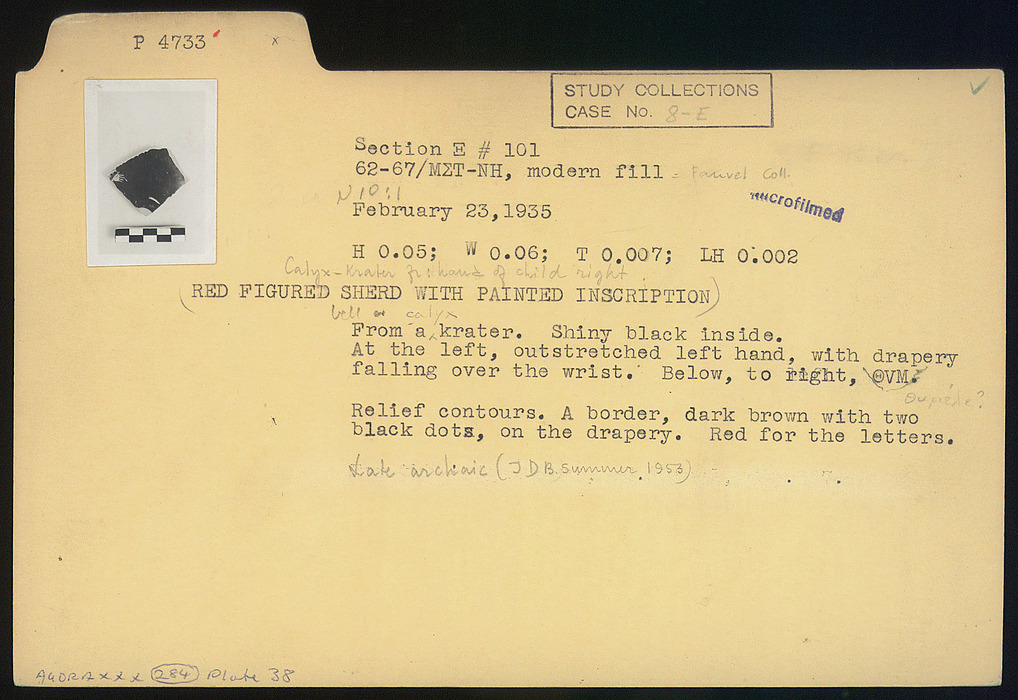 P 4733 x
STUDY COLLECTIONS
CASE No. 8-E
Section E # 101
62-67/ΜΣΤ-ΝΗ, modern fill = Fauvel Coll.
N 10:1
microfilmed
February 23,1935
H 0.05; W 0.06; T 0.007; LH 0.002
Calyx-Krater fr: hand of child right
(RED FIGURED SHERD WITH PAINTED INSCRIPTION)
bell or calyx
From a krater. Shiny black inside.
At the left, outstretched left hand, with drapery
falling over the wrist. Below, to right, ΘVM.
Relief contours. A border, dark brown with two
black dots, on the drapery. Red for the letters.
Late archaic (JDB. Summer 1953)
AGORA XXX 284 Plate 38